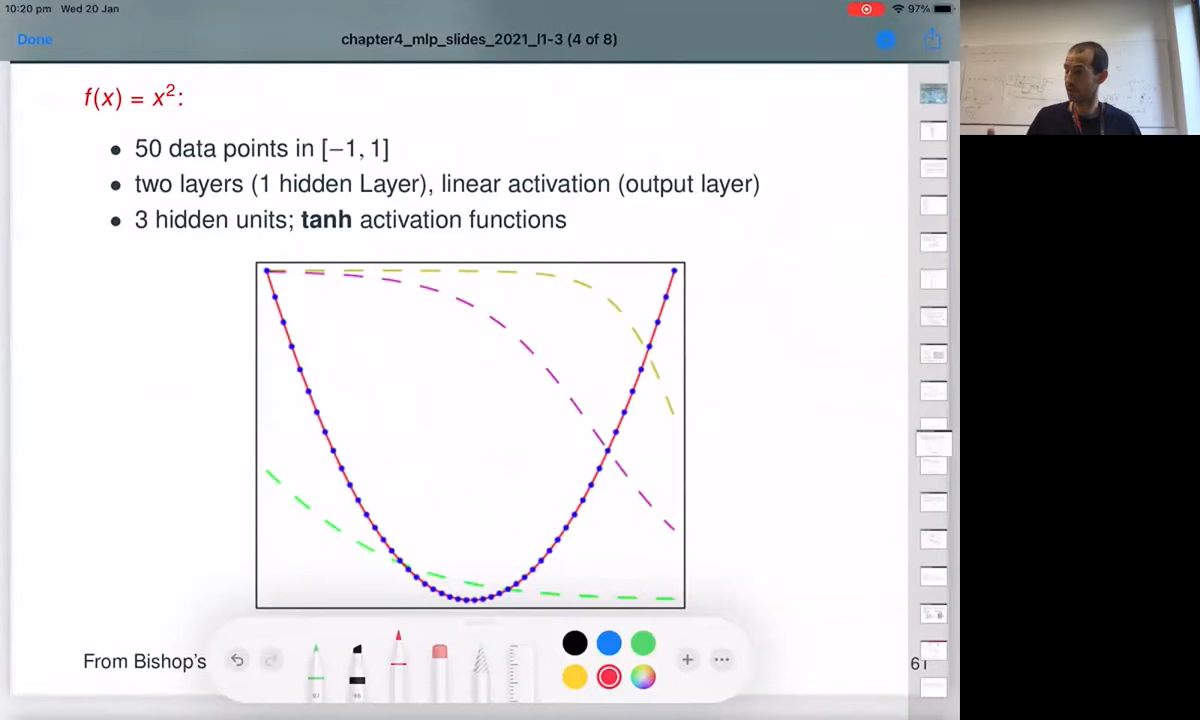 10:20 pm Wed 20 Jan 97%
Done chapter4_mlp_slides_2021_l1-3 (4 of 8)
f(x) = x²:
• 50 data points in [−1, 1]
• two layers (1 hidden Layer), linear activation (output layer)
• 3 hidden units; tanh activation functions
From Bishop's
61